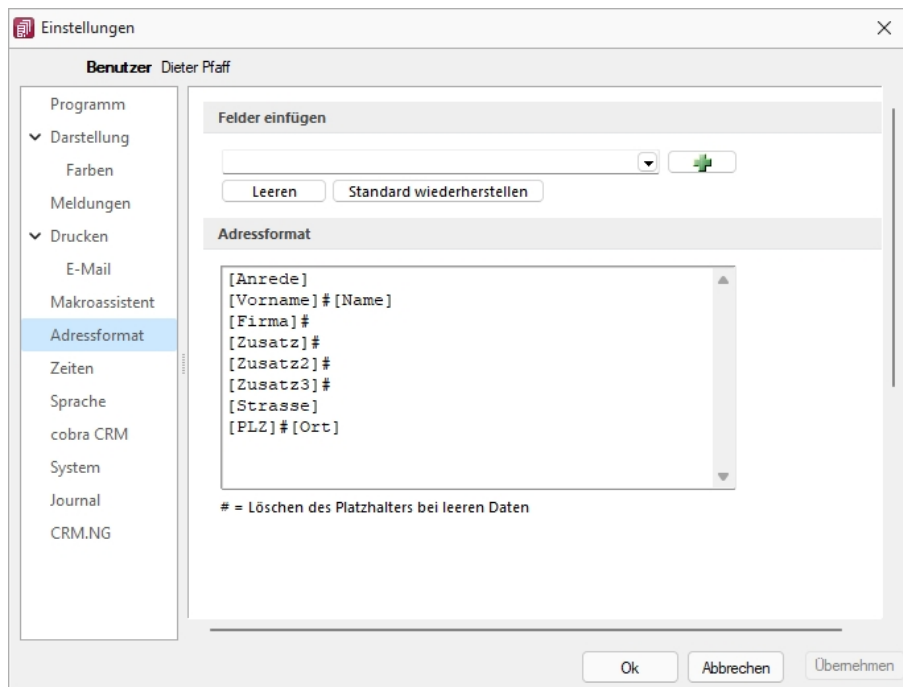 Einstellungen
Benutzer Dieter Pfaff
Programm
Darstellung
Farben
Meldungen
Drucken
E-Mail
Makroassistent
Adressformat
Zeiten
Sprache
cobra CRM
System
Journal
CRM.NG
Felder einfügen
Leeren Standard wiederherstellen
Adressformat
[Anrede]
[Vorname]#[Name]
[Firma]#
[Zusatz]#
[Zusatz2]#
[Zusatz3]#
[Strasse]
[PLZ]#[Ort]
# = Löschen des Platzhalters bei leeren Daten
Ok Abbrechen Übernehmen